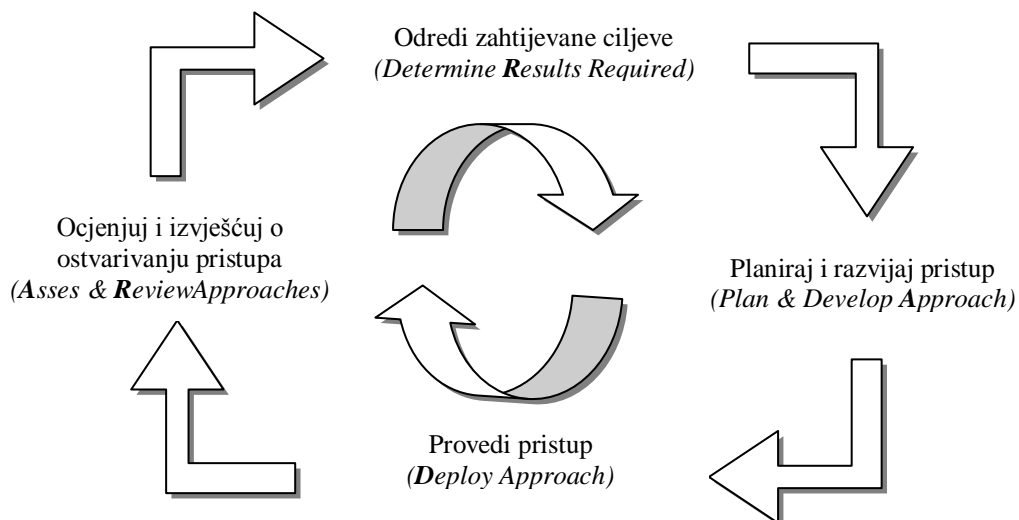 Odredi zahtijevane ciljeve
(Determine Results Required)
Planiraj i razvijaj pristup
(Plan & Develop Approach)
Provedi pristup
(Deploy Approach)
Ocjenjuj i izvješćuj o
ostvarivanju pristupa
(Asses & ReviewApproaches)